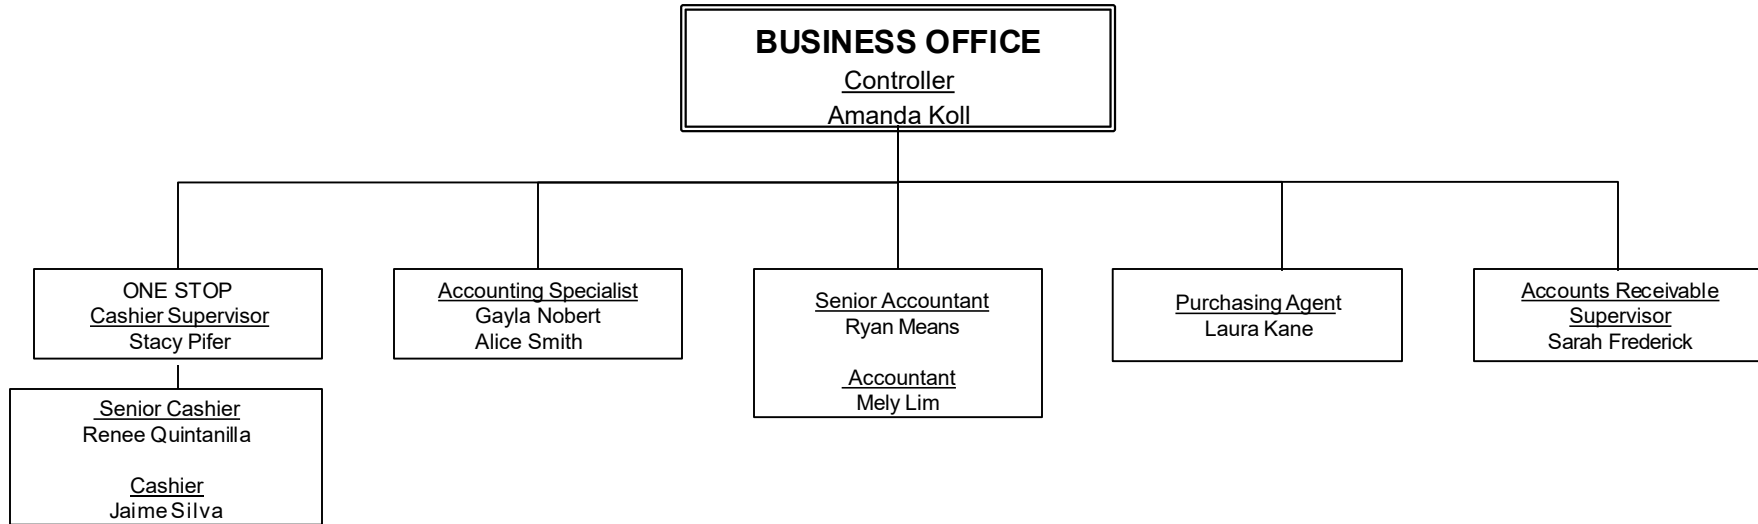 BUSINESS OFFICE
Controller
Amanda Koll
ONE STOP
Cashier Supervisor
Stacy Pifer
Senior Cashier
Renee Quintanilla
Cashier
Jaime Silva
Accounting Specialist
Gayla Nobert
Alice Smith
Senior Accountant
Ryan Means
Accountant
Mely Lim
Purchasing Agent
Laura Kane
Accounts Receivable
Supervisor
Sarah Frederick